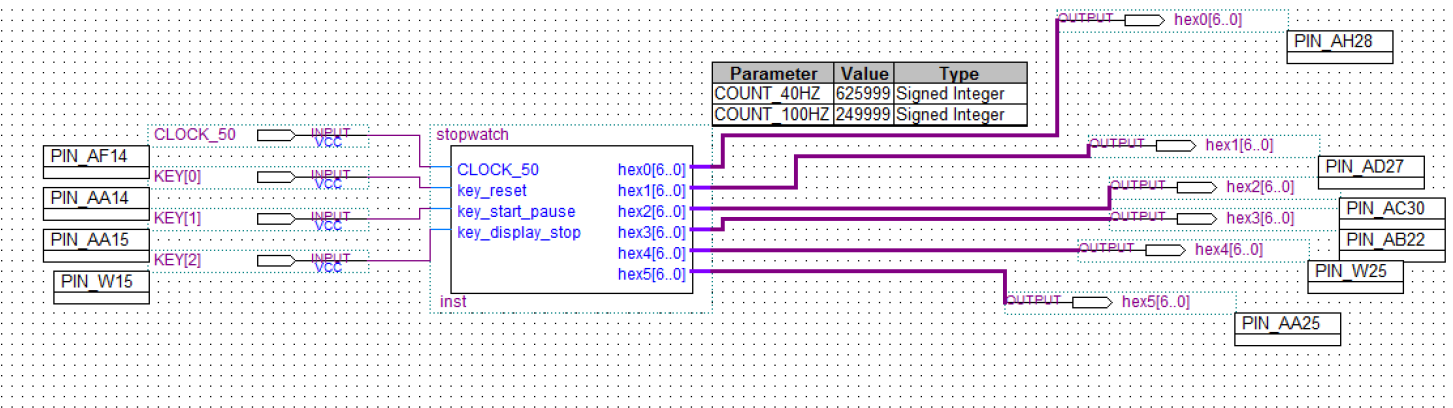 OUTPUT hex0[6..0]
PIN_AH28
Parameter Value Type
COUNT_40HZ 625999 Signed Integer
COUNT_100HZ 249999 Signed Integer
CLOCK_50 INPUT
VCC
stopwatch
OUTPUT hex1[6..0]
PIN_AF14
PIN_AD27
CLOCK_50 hex0[6..0]
KEY[0] INPUT
VCC
key_reset hex1[6..0]
OUTPUT hex2[6..0]
PIN_AA14
PIN_AC30
key_start_pause hex2[6..0]
KEY[1] INPUT
VCC
OUTPUT hex3[6..0]
key_display_stop hex3[6..0]
PIN_AA15
PIN_AB22
hex4[6..0]
OUTPUT hex4[6..0]
KEY[2] INPUT
VCC
PIN_W25
hex5[6..0]
PIN_W15
inst
OUTPUT hex5[6..0]
PIN_AA25